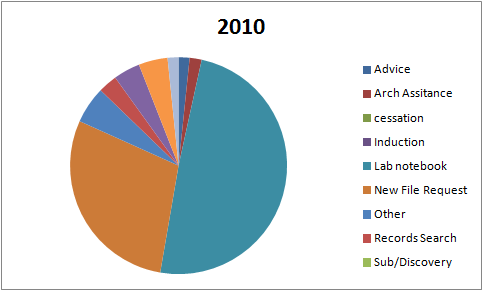 2010
Advice
Arch Assitance
cessation
Induction
Lab notebook
New File Request
Other
Records Search
Sub/Discovery